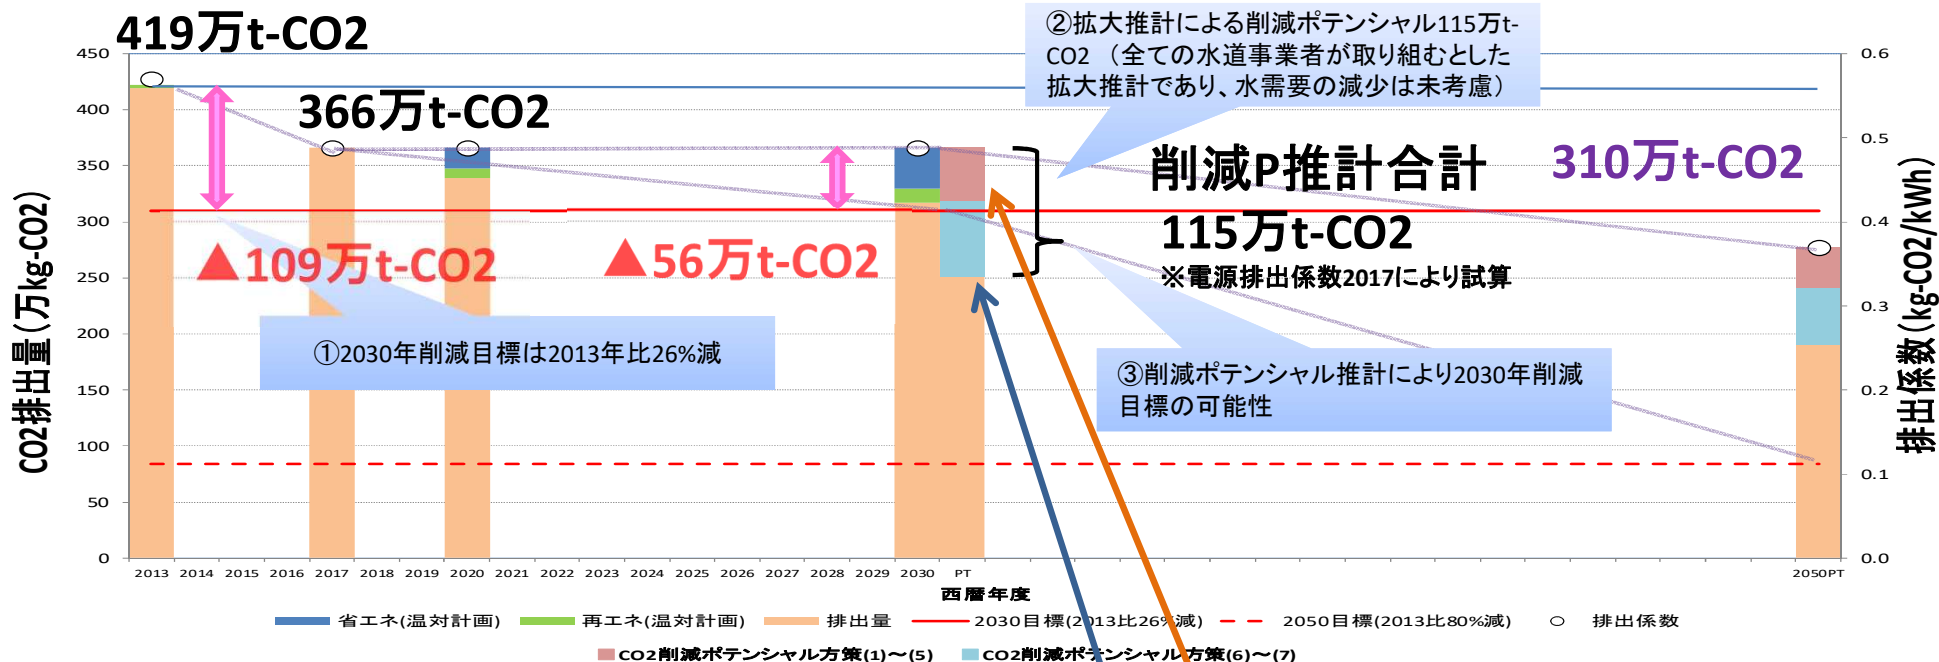 419万t-CO2
②拡大推計による削減ポテンシャル115万t-
CO2 （全ての水道事業者が取り組むとした
拡大推計であり、水需要の減少は未考慮）
366万t-CO2
削減P推計合計
115万t-CO2
※電源排出係数2017により試算
310万t-CO2
▲109万t-CO2
▲56万t-CO2
①2030年削減目標は2013年比26%減
③削減ポテンシャル推計により2030年削減
目標の可能性
CO2排出量(万kg-CO2)
450
400
350
300
250
200
150
100
50
0
排出係数(kg-CO2/kWh)
0.6
0.5
0.4
0.3
0.2
0.1
0.0
2013 2014 2015 2016 2017 2018 2019 2020 2021 2022 2023 2024 2025 2026 2027 2028 2029 2030 PT 2050PT
西暦年度
省エネ(温対計画) 再エネ(温対計画) 排出量 2030目標(2013比26%減) 2050目標(2013比80%減) 排出係数
CO2削減ポテンシャル方策(1)～(5) CO2削減ポテンシャル方策(6)～(7)